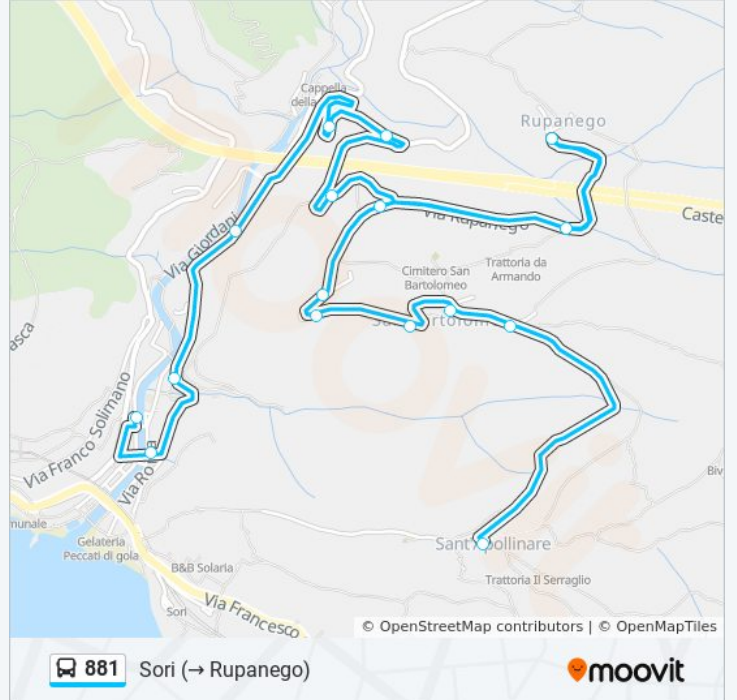 Cappella
della
Rupanego
Via Giordani
Via Rupanego
Caste
Cimitero San
Bartolomeo
Trattoria da
Armando
asca
Via Franco Solimano
Via Ro
Biv
munale
Gelateria
Peccati di gola
Sant'Apollinare
B&B Solaria
Trattoria Il Serraglio
Sori
Via Francesco
© OpenStreetMap contributors | © OpenMapTiles
881 Sori (→ Rupanego)
moovit